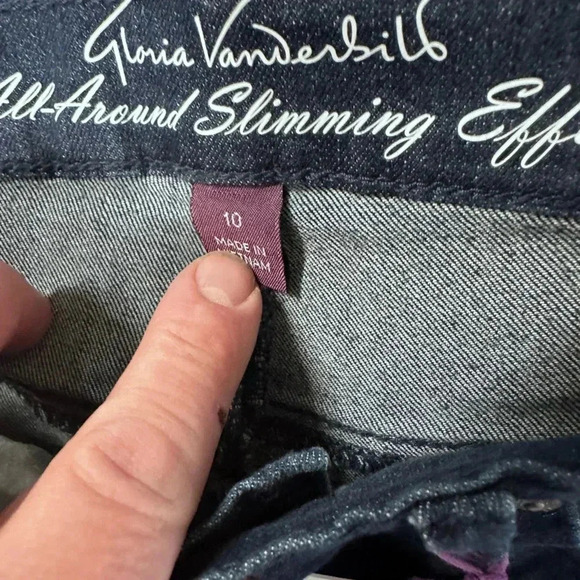 Gloria Vanderbilt
All-Around Slimming
10
MADE IN